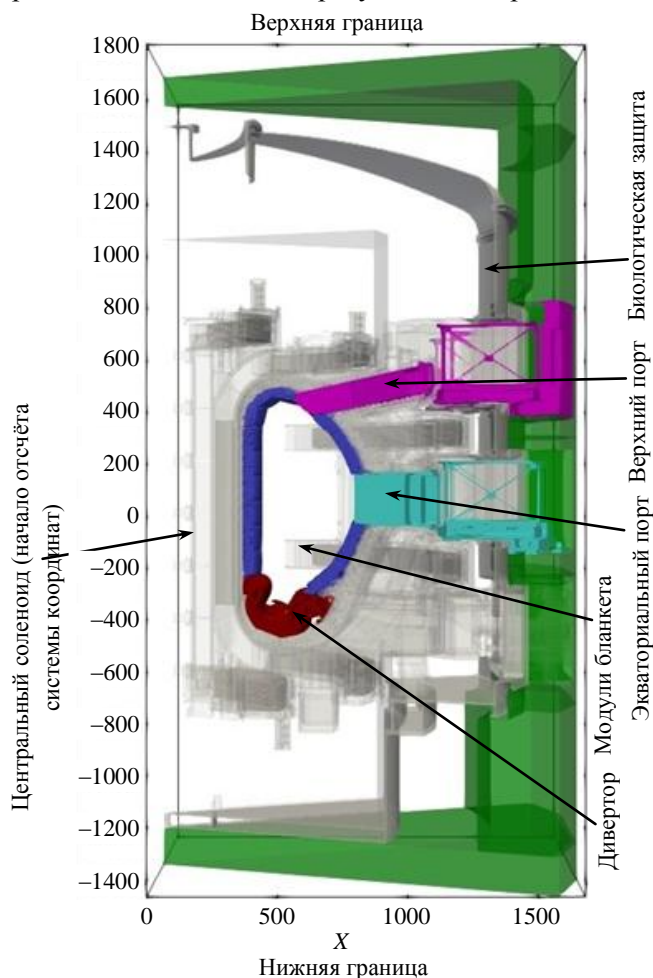 Верхняя граница
1800
1600
1400
1200
1000
800
600
400
200
0
–200
–400
–600
–800
–1000
–1200
–1400
Центральный соленоид (начало отсчёта
системы координат)
Биологическая защита
Верхний порт
Экваториальный порт
Модули бланкета
Дивертор
0 500 1000 1500
X
Нижняя граница